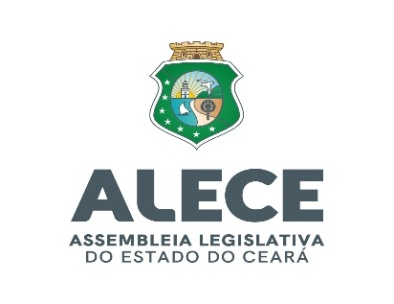 ALECE
ASSEMBLEIA LEGISLATIVA
DO ESTADO DO CEARÁ